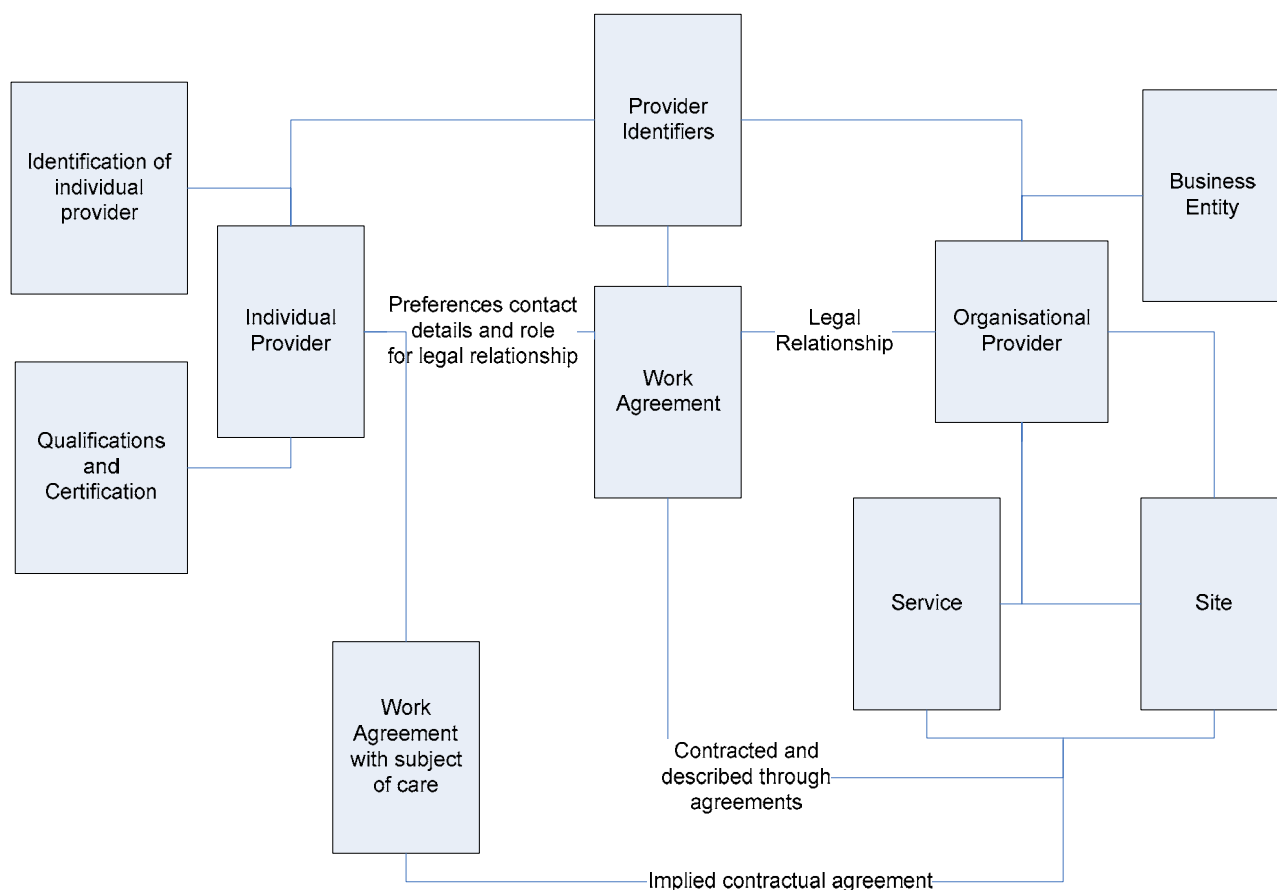 Provider
Identifiers
Identification of
individual
provider
Business
Entity
Individual
Provider
Preferences contact
details and role
for legal relationship
Work
Agreement
Legal
Relationship
Organisational
Provider
Qualifications
and
Certification
Service
Site
Work
Agreement
with subject
of care
Contracted and
described through
agreements
Implied contractual agreement